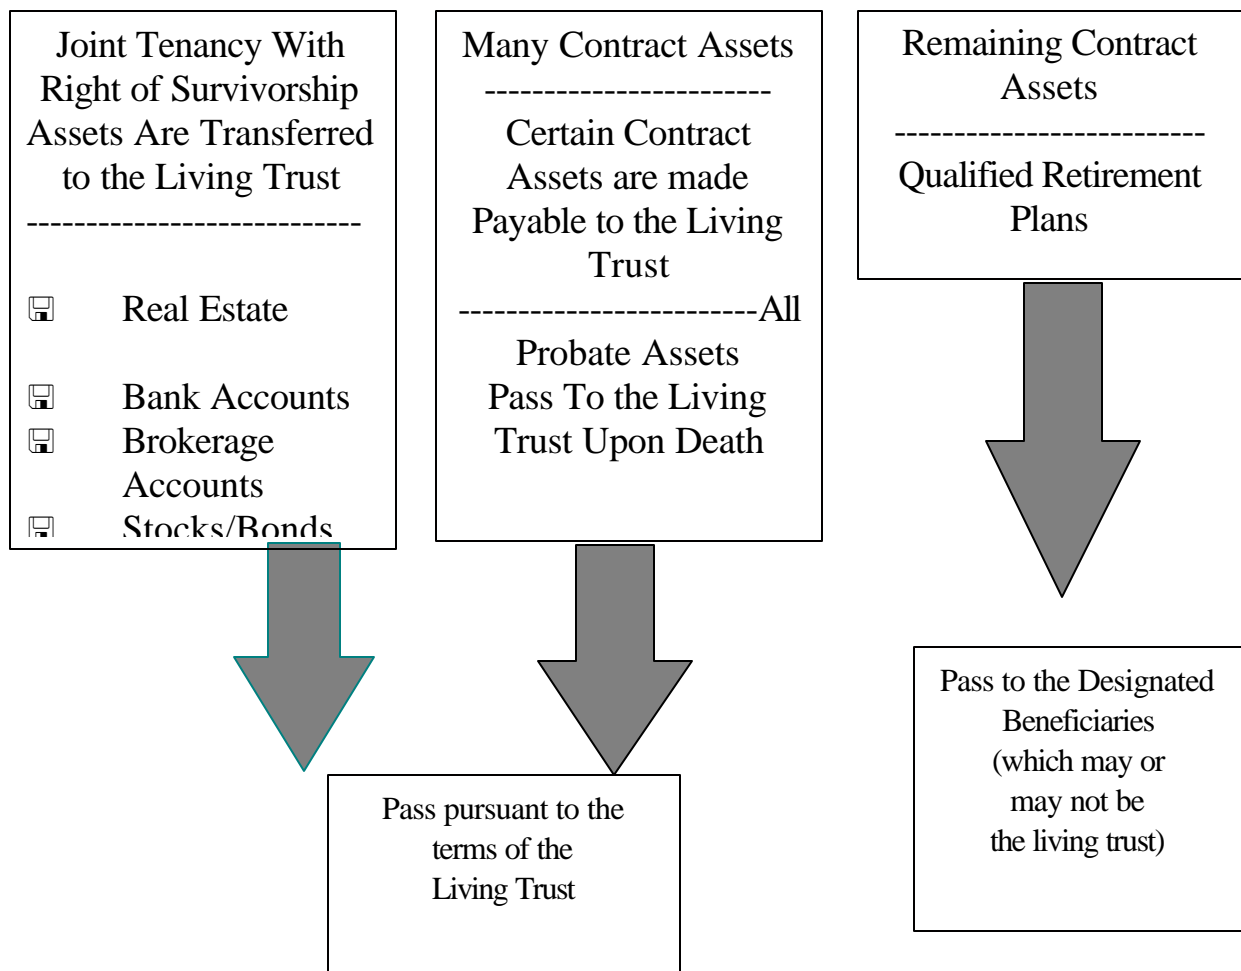 Joint Tenancy With
Right of Survivorship
Assets Are Transferred
to the Living Trust
----------------------------
Real Estate
Bank Accounts
Brokerage
Accounts
Stocks/Bonds
Many Contract Assets
------------------------
Certain Contract
Assets are made
Payable to the Living
Trust
-------------------------All
Probate Assets
Pass To the Living
Trust Upon Death
Remaining Contract
Assets
--------------------------
Qualified Retirement
Plans
Pass pursuant to the
terms of the
Living Trust
Pass to the Designated
Beneficiaries
(which may or
may not be
the living trust)